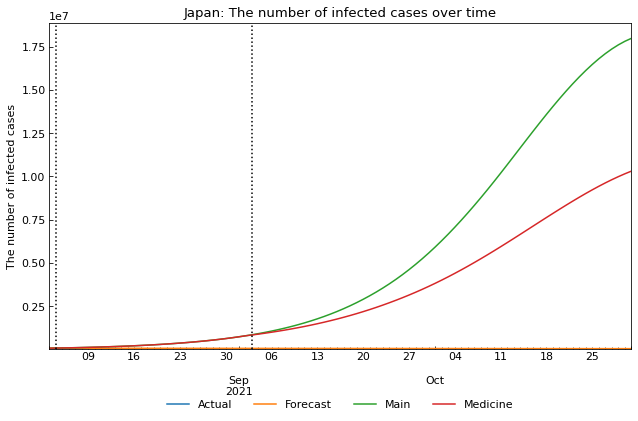 Japan: The number of infected cases over time
1e7
The number of infected cases
1.75
1.50
1.25
1.00
0.75
0.50
0.25
09 16 23 30 06 13 20 27 04 11 18 25
Sep Oct
2021
Actual Forecast Main Medicine